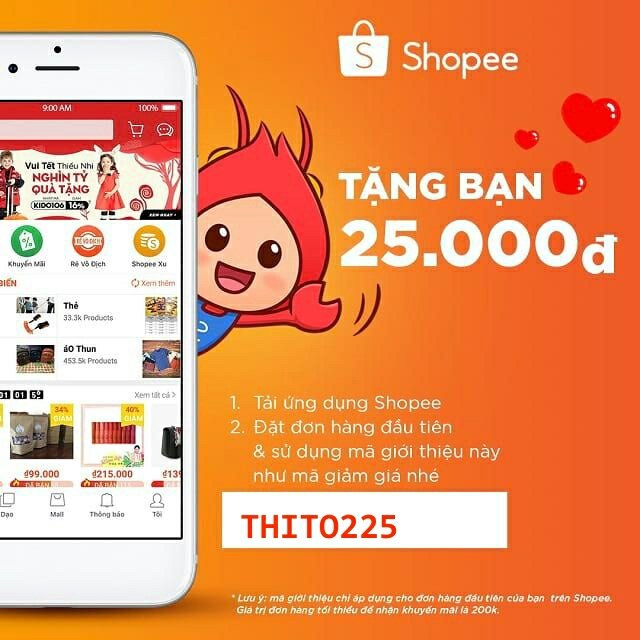 S Shopee
9:00 AM 100%
Vui Tết Thiếu Nhi
NGHÌN TỶ
QUÀ TẶNG
KIDO106 16%
XEM NGAY
TẶNG BẠN
25.000đ
Khuyến Mãi Rẻ Vô Địch Shopee Xu
BIẾN Xem thêm
Thẻ
33.3k Products
áO Thun
453.5k Products
01 01 5 Xem tất cả >
34% GIẢM 40% GIẢM
₫99.000 ₫215.000 ₫139
ĐÃ BÁN ĐÃ BÁN
Dạo Mall Thông báo Tôi
1. Tải ứng dụng Shopee
2. Đặt đơn hàng đầu tiên
& sử dụng mã giới thiệu này
như mã giảm giá nhé
THITO225
* Lưu ý: mã giới thiệu chỉ áp dụng cho đơn hàng đầu tiên của bạn trên Shopee.
Giá trị đơn hàng tối thiểu để nhận khuyến mãi là 200k.